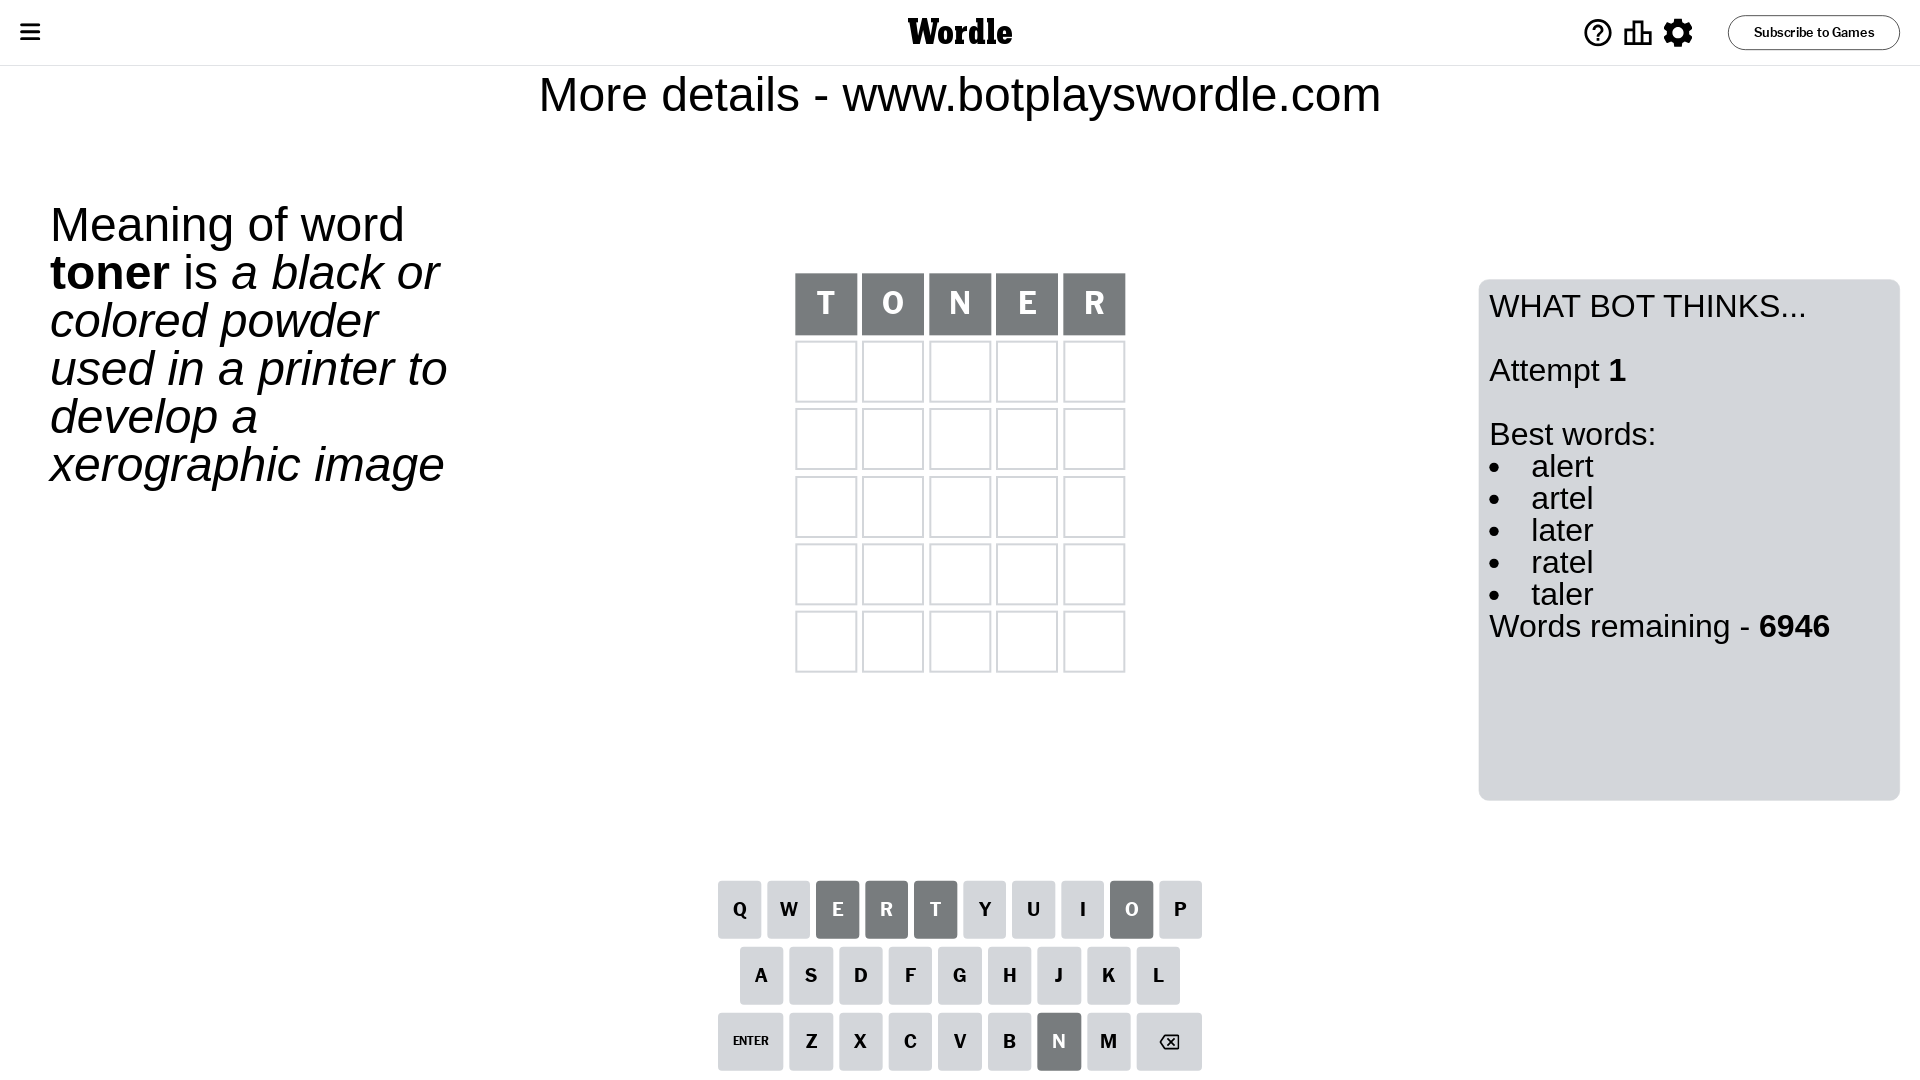 Wordle
Subscribe to Games
More details - www.botplayswordle.com
Meaning of word
toner is a black or
colored powder
used in a printer to
develop a
xerographic image
T O N E R
WHAT BOT THINKS...
Attempt 1
Best words:
• alert
• artel
• later
• ratel
• taler
Words remaining - 6946
Q W E R T Y U I O P
A S D F G H J K L
ENTER Z X C V B N M